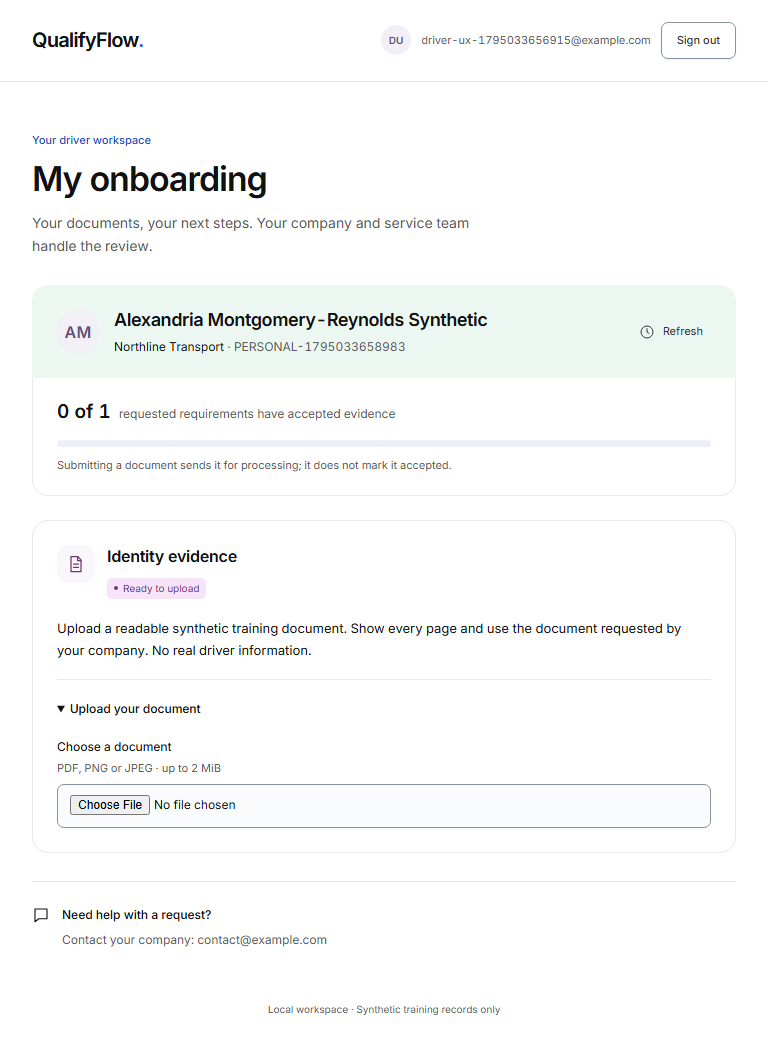 QualifyFlow.
DU driver-ux-1795033656915@example.com Sign out
Your driver workspace
My onboarding
Your documents, your next steps. Your company and service team
handle the review.
AM Alexandria Montgomery-Reynolds Synthetic
Northline Transport · PERSONAL-1795033658983
Refresh
0 of 1 requested requirements have accepted evidence
Submitting a document sends it for processing; it does not mark it accepted.
Identity evidence
Ready to upload
Upload a readable synthetic training document. Show every page and use the document requested by
your company. No real driver information.
Upload your document
Choose a document
PDF, PNG or JPEG · up to 2 MiB
Choose File No file chosen
Need help with a request?
Contact your company: contact@example.com
Local workspace · Synthetic training records only